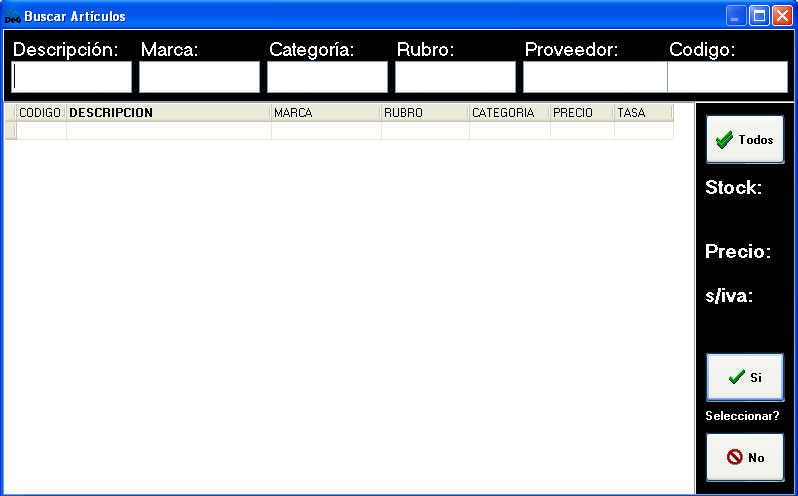 DeG Buscar Artículos
Descripción: Marca: Categoría: Rubro: Proveedor: Codigo:
CODIGO DESCRIPCION MARCA RUBRO CATEGORIA PRECIO TASA
Todos
Stock:
Precio:
s/iva:
Si
Seleccionar?
No